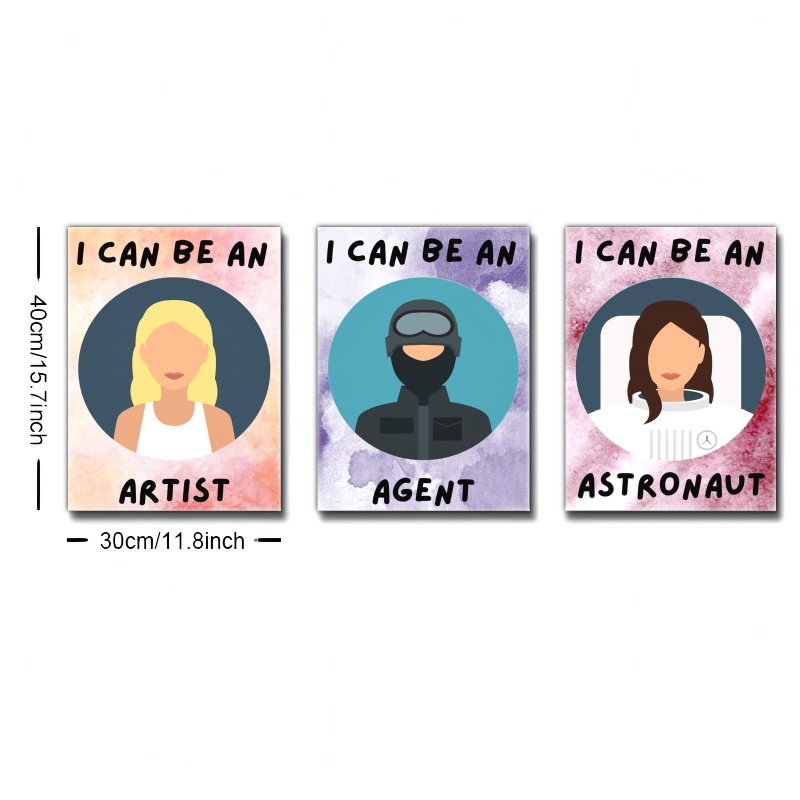 I CAN BE AN
ARTIST
I CAN BE AN
AGENT
I CAN BE AN
ASTRONAUT
40cm/15.7inch
30cm/11.8inch